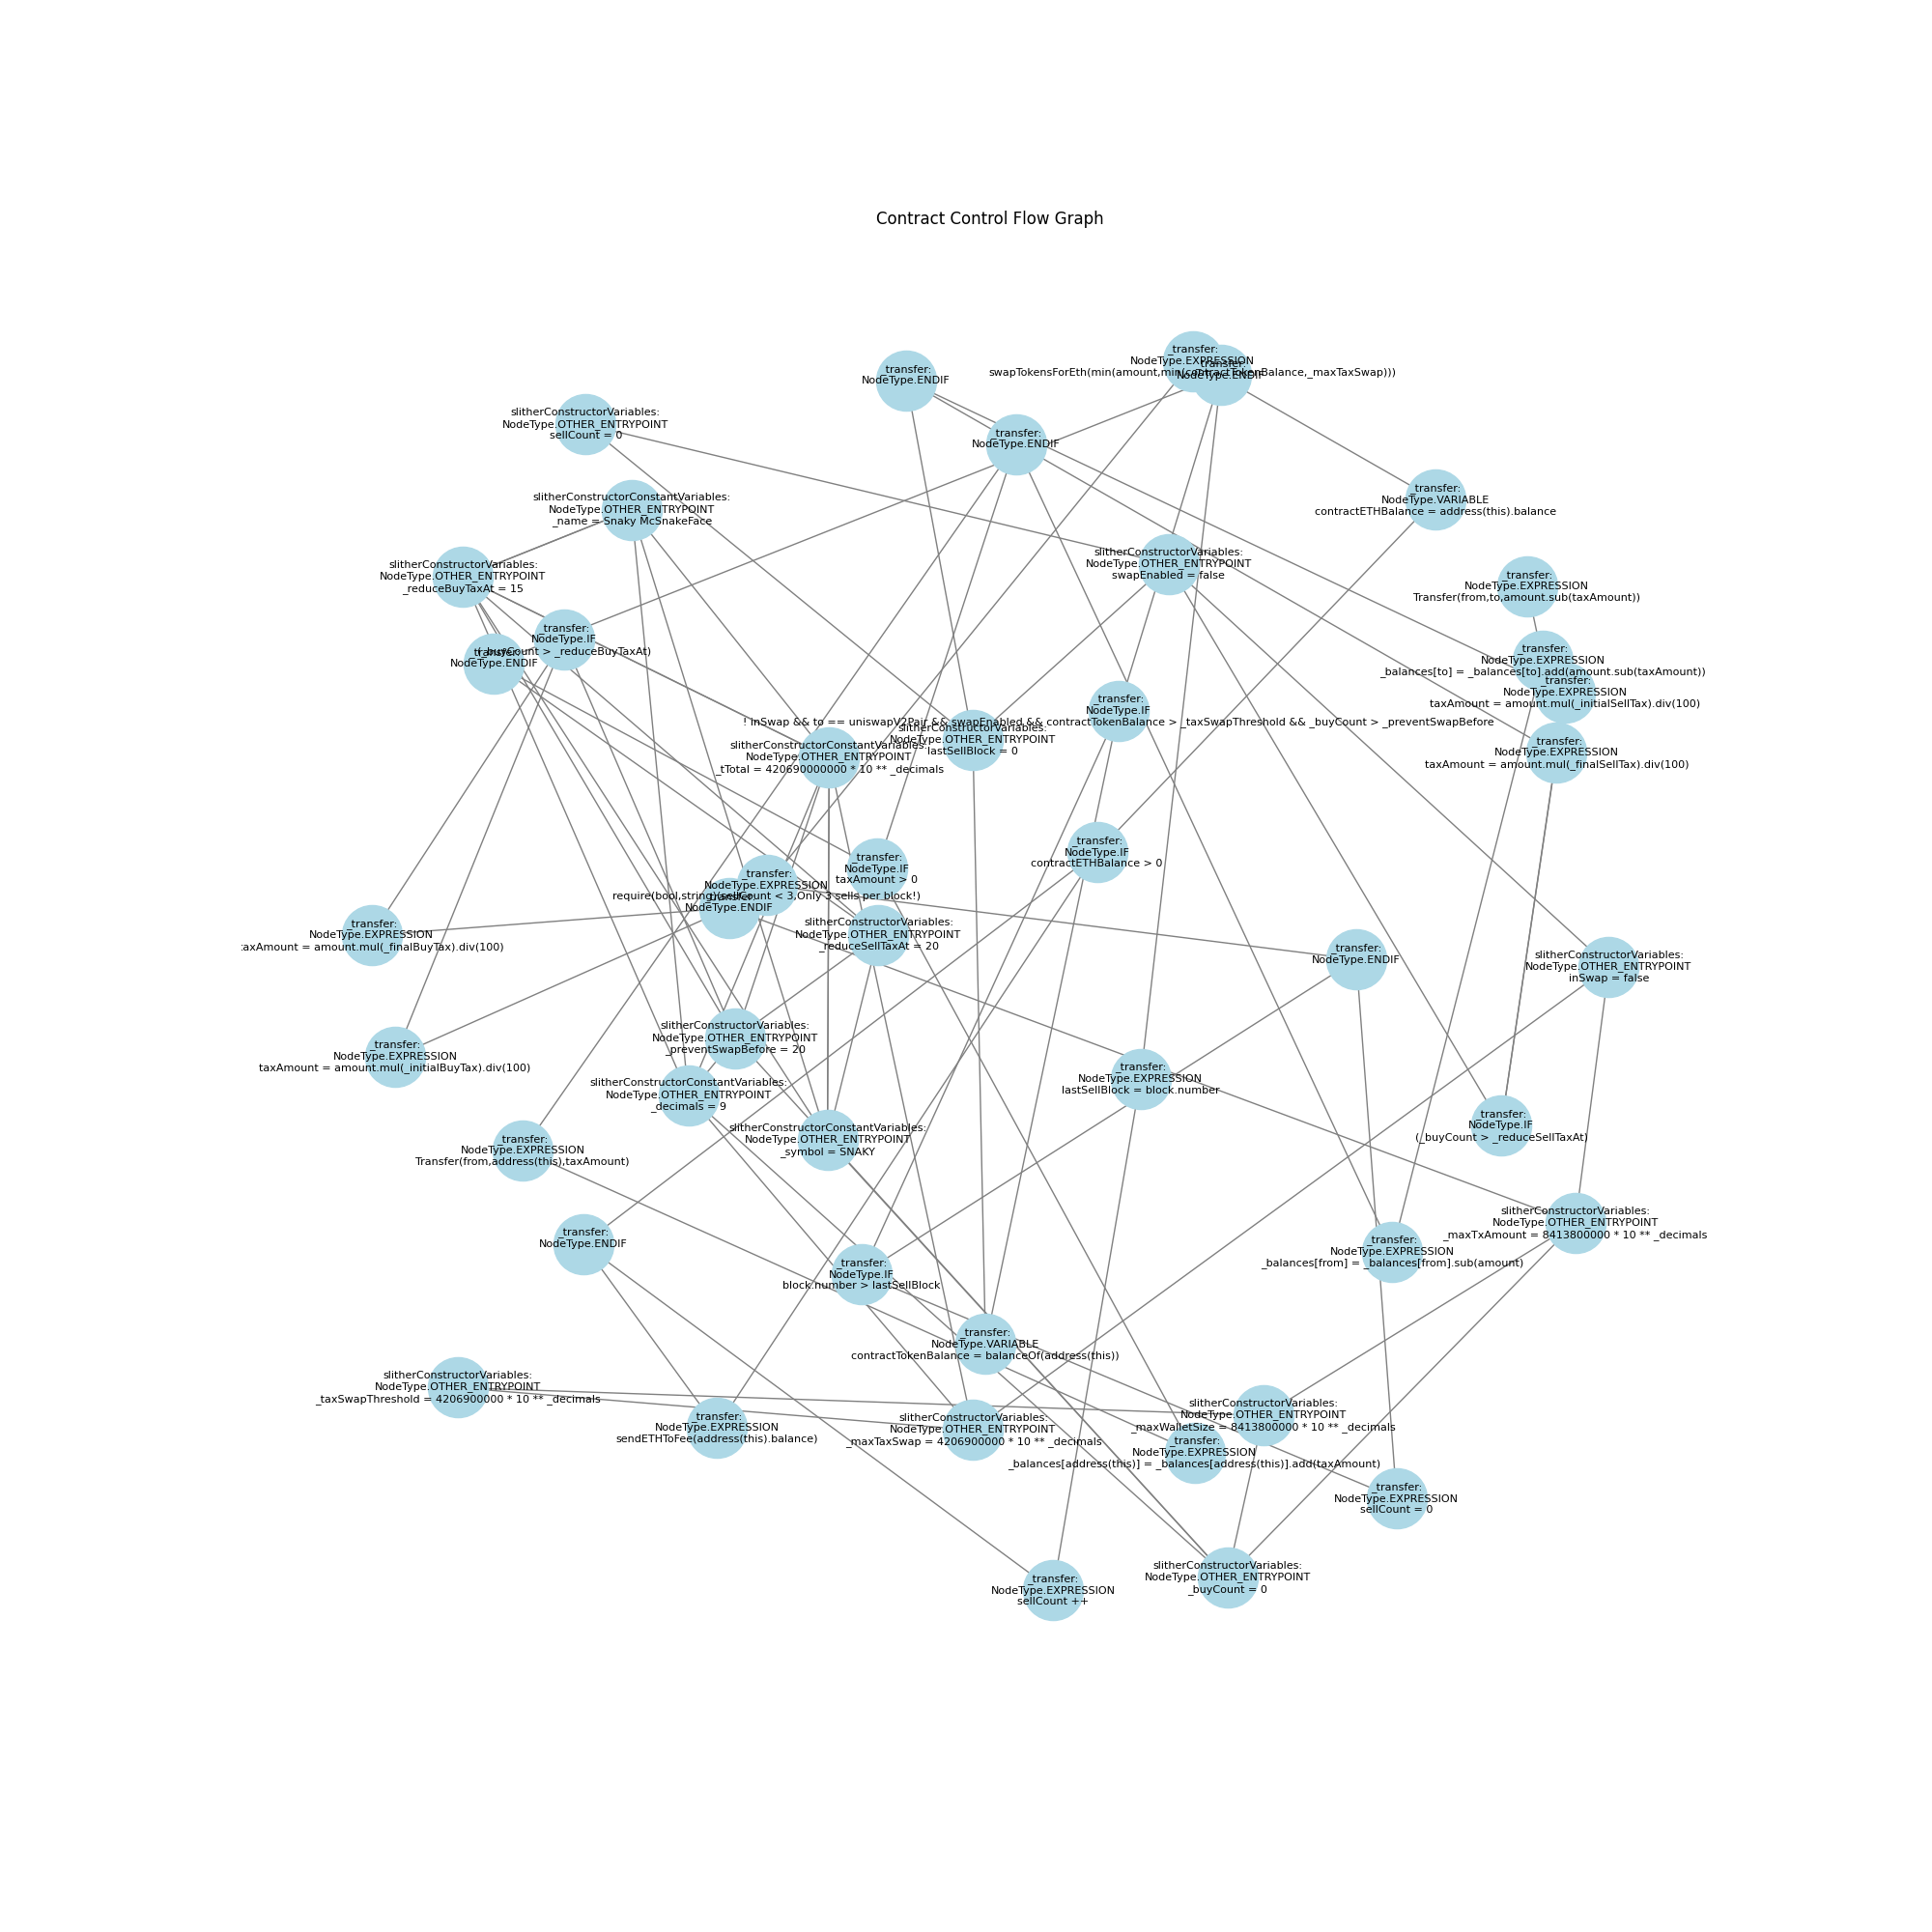 Contract Control Flow Graph
_transfer:
NodeType.EXPRESSION
swapTokensForEth(min(amount,min(contractTokenBalance,_maxTaxSwap)))
_transfer:
NodeType.ENDIF
_transfer:
NodeType.ENDIF
slitherConstructorVariables:
NodeType.OTHER_ENTRYPOINT
sellCount = 0
_transfer:
NodeType.ENDIF
slitherConstructorConstantVariables:
NodeType.OTHER_ENTRYPOINT
_name = Snaky McSnakeFace
_transfer:
NodeType.VARIABLE
contractETHBalance = address(this).balance
slitherConstructorVariables:
NodeType.OTHER_ENTRYPOINT
swapEnabled = false
slitherConstructorVariables:
NodeType.OTHER_ENTRYPOINT
_reduceBuyTaxAt = 15
_transfer:
NodeType.EXPRESSION
Transfer(from,to,amount.sub(taxAmount))
_transfer:
NodeType.IF
(_buyCount > _reduceBuyTaxAt)
_transfer:
NodeType.ENDIF
_transfer:
NodeType.EXPRESSION
_balances[to] = _balances[to].add(amount.sub(taxAmount))
_transfer:
NodeType.EXPRESSION
taxAmount = amount.mul(_initialSellTax).div(100)
_transfer:
NodeType.IF
! inSwap && to == uniswapV2Pair && swapEnabled && contractTokenBalance > _taxSwapThreshold && _buyCount > _preventSwapBefore
slitherConstructorVariables:
NodeType.OTHER_ENTRYPOINT
lastSellBlock = 0
slitherConstructorConstantVariables:
NodeType.OTHER_ENTRYPOINT
_tTotal = 420690000000 * 10 ** _decimals
_transfer:
NodeType.EXPRESSION
taxAmount = amount.mul(_finalSellTax).div(100)
_transfer:
NodeType.IF
contractETHBalance > 0
_transfer:
NodeType.IF
taxAmount > 0
_transfer:
NodeType.EXPRESSION
require(bool,string)(sellCount < 3,Only 3 sells per block!)
_transfer:
NodeType.ENDIF
slitherConstructorVariables:
NodeType.OTHER_ENTRYPOINT
_reduceSellTaxAt = 20
_transfer:
NodeType.EXPRESSION
taxAmount = amount.mul(_finalBuyTax).div(100)
_transfer:
NodeType.ENDIF
slitherConstructorVariables:
NodeType.OTHER_ENTRYPOINT
inSwap = false
slitherConstructorVariables:
NodeType.OTHER_ENTRYPOINT
_preventSwapBefore = 20
_transfer:
NodeType.EXPRESSION
taxAmount = amount.mul(_initialBuyTax).div(100)
_transfer:
NodeType.EXPRESSION
lastSellBlock = block.number
slitherConstructorConstantVariables:
NodeType.OTHER_ENTRYPOINT
_decimals = 9
_transfer:
NodeType.IF
(_buyCount > _reduceSellTaxAt)
slitherConstructorConstantVariables:
NodeType.OTHER_ENTRYPOINT
_symbol = SNAKY
_transfer:
NodeType.EXPRESSION
Transfer(from,address(this),taxAmount)
slitherConstructorVariables:
NodeType.OTHER_ENTRYPOINT
_maxTxAmount = 8413800000 * 10 ** _decimals
_transfer:
NodeType.ENDIF
_transfer:
NodeType.EXPRESSION
_balances[from] = _balances[from].sub(amount)
_transfer:
NodeType.IF
block.number > lastSellBlock
_transfer:
NodeType.VARIABLE
contractTokenBalance = balanceOf(address(this))
slitherConstructorVariables:
NodeType.OTHER_ENTRYPOINT
_taxSwapThreshold = 4206900000 * 10 ** _decimals
slitherConstructorVariables:
NodeType.OTHER_ENTRYPOINT
_maxWalletSize = 8413800000 * 10 ** _decimals
_transfer:
NodeType.EXPRESSION
sendETHToFee(address(this).balance)
slitherConstructorVariables:
NodeType.OTHER_ENTRYPOINT
_maxTaxSwap = 4206900000 * 10 ** _decimals
_transfer:
NodeType.EXPRESSION
_balances[address(this)] = _balances[address(this)].add(taxAmount)
_transfer:
NodeType.EXPRESSION
sellCount = 0
slitherConstructorVariables:
NodeType.OTHER_ENTRYPOINT
_buyCount = 0
_transfer:
NodeType.EXPRESSION
sellCount ++